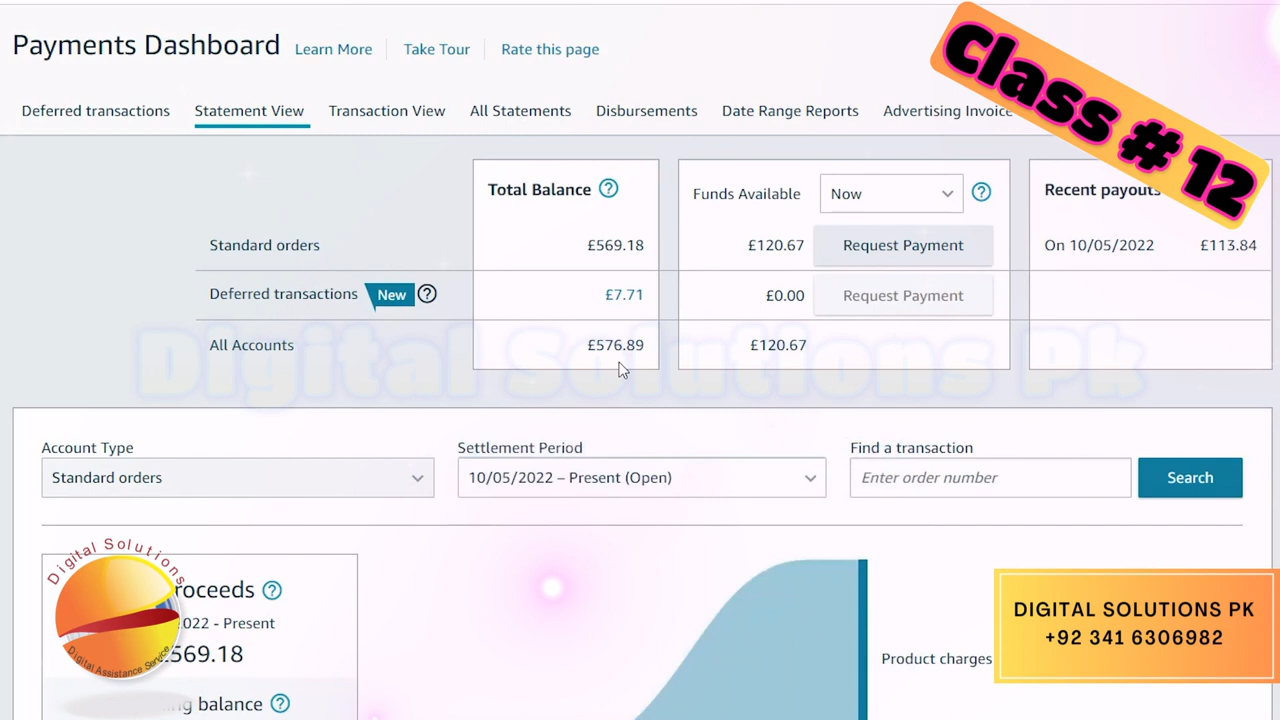 Payments Dashboard Learn More Take Tour Rate this page
Class # 12
Deferred transactions Statement View Transaction View All Statements Disbursements Date Range Reports Advertising Invoice
Total Balance Funds Available Now Recent payouts
Standard orders £569.18 £120.67 Request Payment On 10/05/2022 £113.84
Deferred transactions New £7.71 £0.00 Request Payment
All Accounts £576.89 £120.67
Digital Solutions Pk
Account Type Settlement Period Find a transaction
Standard orders 10/05/2022 – Present (Open) Enter order number Search
Digital Solutions
Digital Assistance Service
roceeds
2022 - Present
£569.18
ng balance
Product charges
DIGITAL SOLUTIONS PK
+92 341 6306982